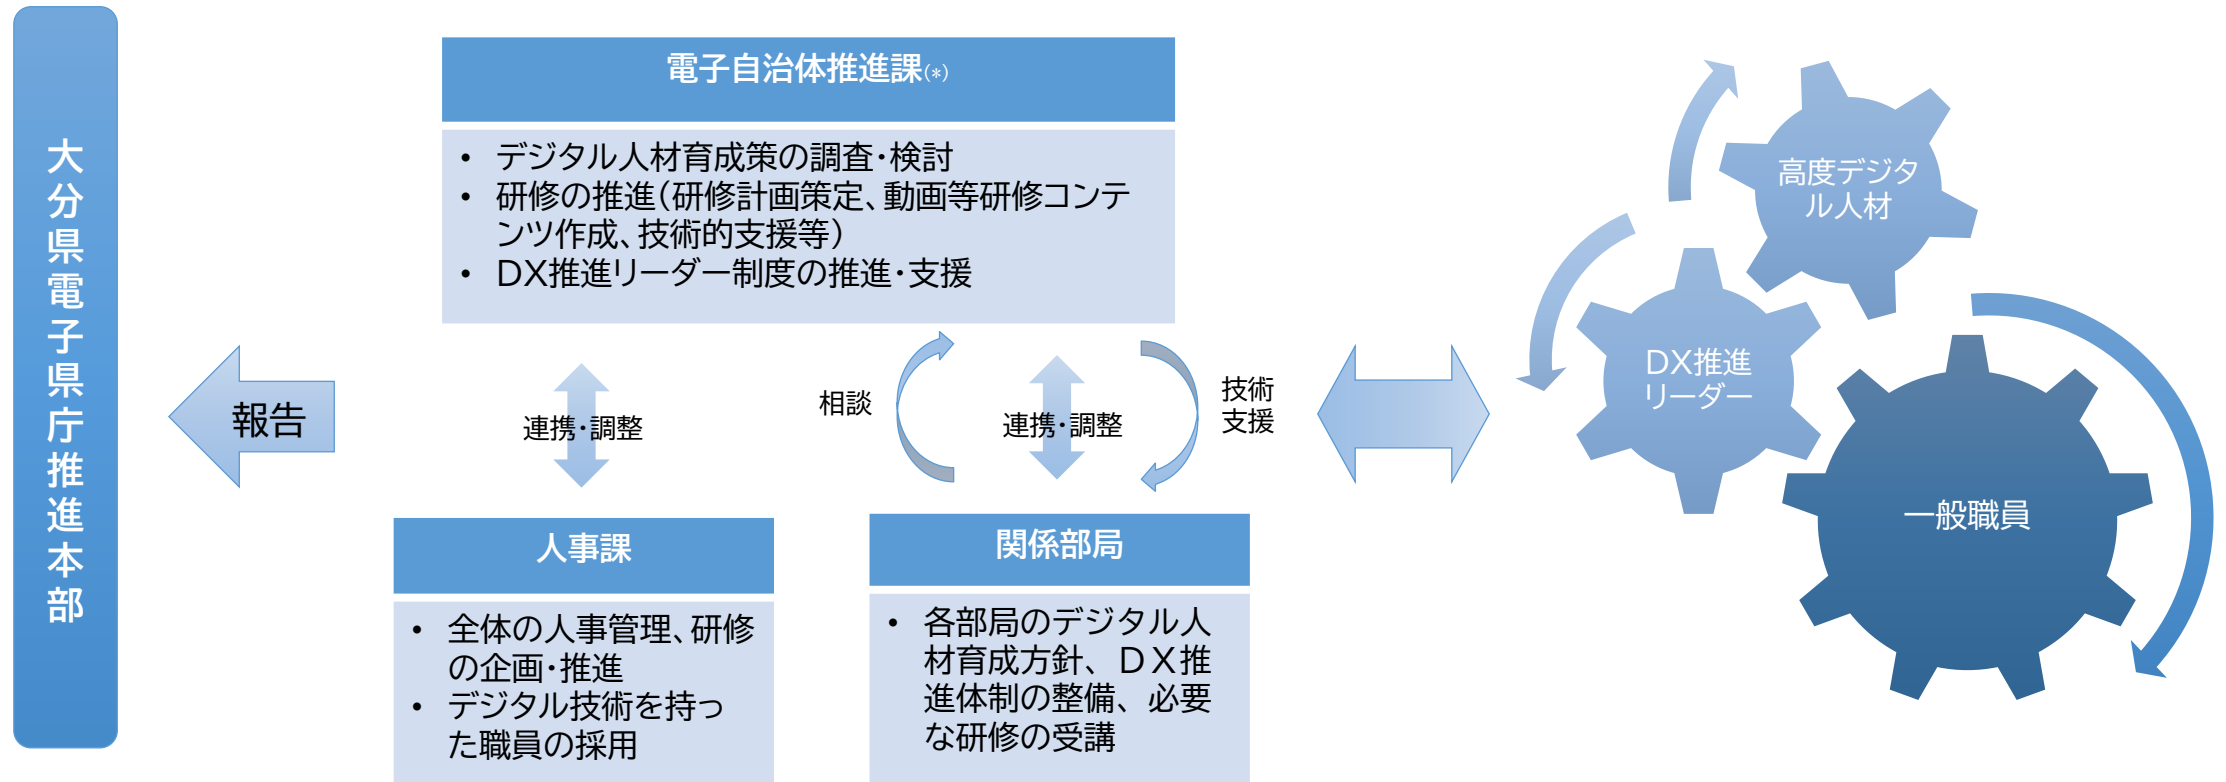 大分県電子県庁推進本部
報告
電子自治体推進課(*)
• デジタル人材育成策の調査・検討
• 研修の推進(研修計画策定、動画等研修コンテ
ンツ作成、技術的支援等)
• DX推進リーダー制度の推進・支援
連携・調整
相談
連携・調整
技術
支援
人事課
• 全体の人事管理、研修
の企画・推進
• デジタル技術を持っ
た職員の採用
関係部局
• 各部局のデジタル人
材育成方針、ＤＸ推
進体制の整備、必要
な研修の受講
高度デジタ
ル人材
DX推進
リーダー
一般職員